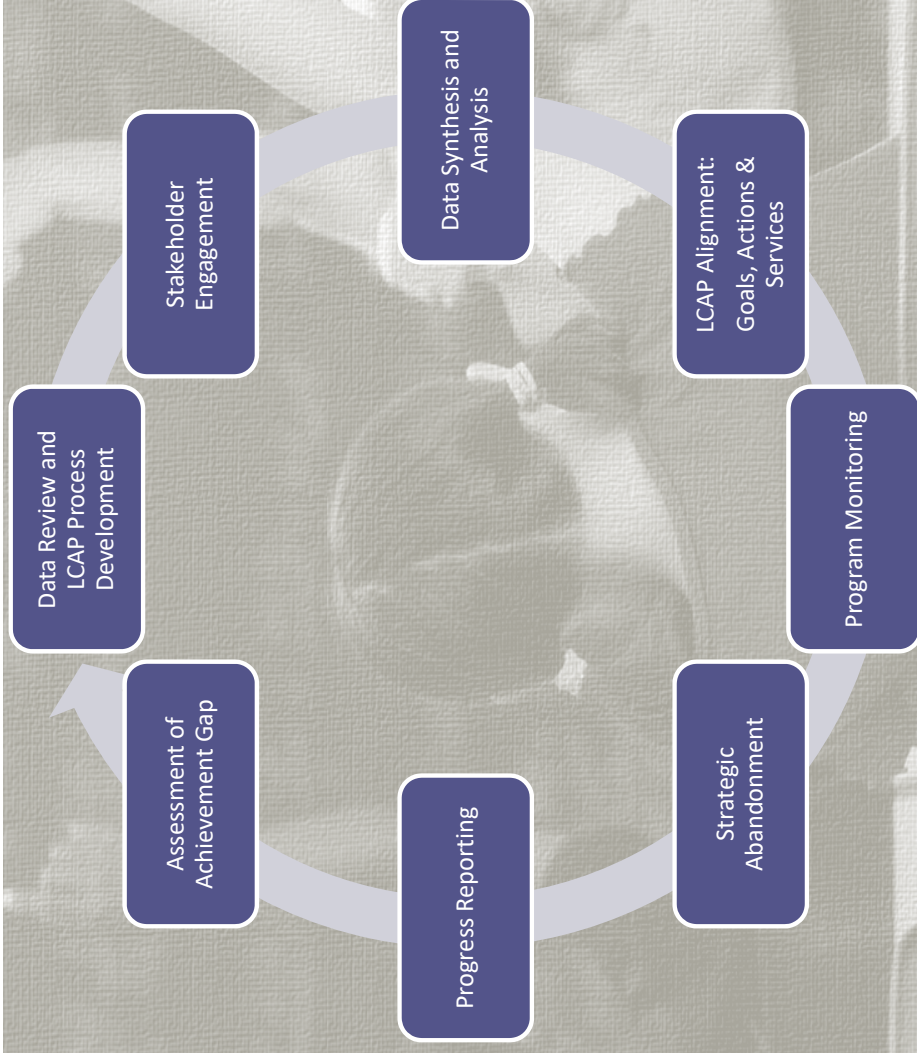 Data Review and
LCAP Process
Development
Stakeholder
Engagement
Data Synthesis and
Analysis
LCAP Alignment:
Goals, Actions &
Services
Program Monitoring
Strategic
Abandonment
Progress Reporting
Assessment of
Achievement Gap